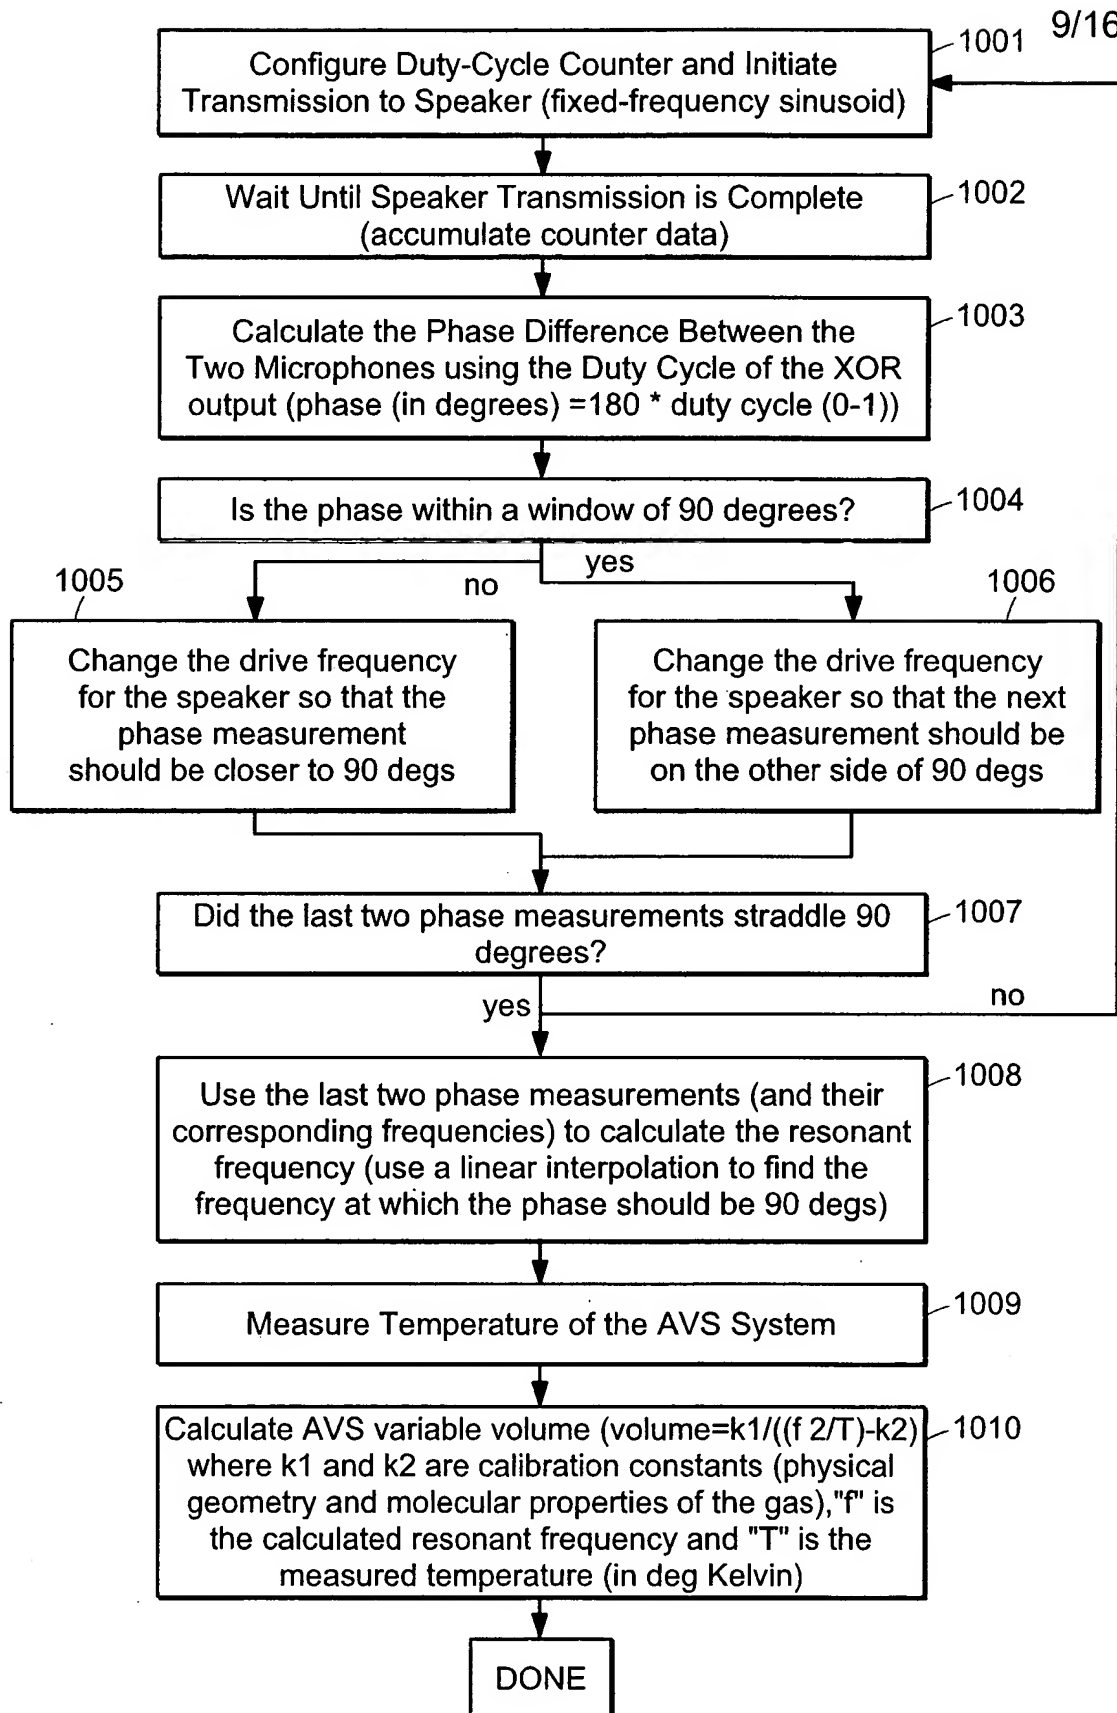 9/16
1001
Configure Duty-Cycle Counter and Initiate
Transmission to Speaker (fixed-frequency sinusoid)
1002
Wait Until Speaker Transmission is Complete
(accumulate counter data)
1003
Calculate the Phase Difference Between the
Two Microphones using the Duty Cycle of the XOR
output (phase (in degrees) =180 * duty cycle (0-1))
1004
Is the phase within a window of 90 degrees?
no
yes
1005
Change the drive frequency
for the speaker so that the
phase measurement
should be closer to 90 degs
1006
Change the drive frequency
for the speaker so that the next
phase measurement should be
on the other side of 90 degs
1007
Did the last two phase measurements straddle 90
degrees?
yes
no
1008
Use the last two phase measurements (and their
corresponding frequencies) to calculate the resonant
frequency (use a linear interpolation to find the
frequency at which the phase should be 90 degs)
1009
Measure Temperature of the AVS System
1010
Calculate AVS variable volume (volume=k1/((f 2/T)-k2)
where k1 and k2 are calibration constants (physical
geometry and molecular properties of the gas),"f" is
the calculated resonant frequency and "T" is the
measured temperature (in deg Kelvin)
DONE